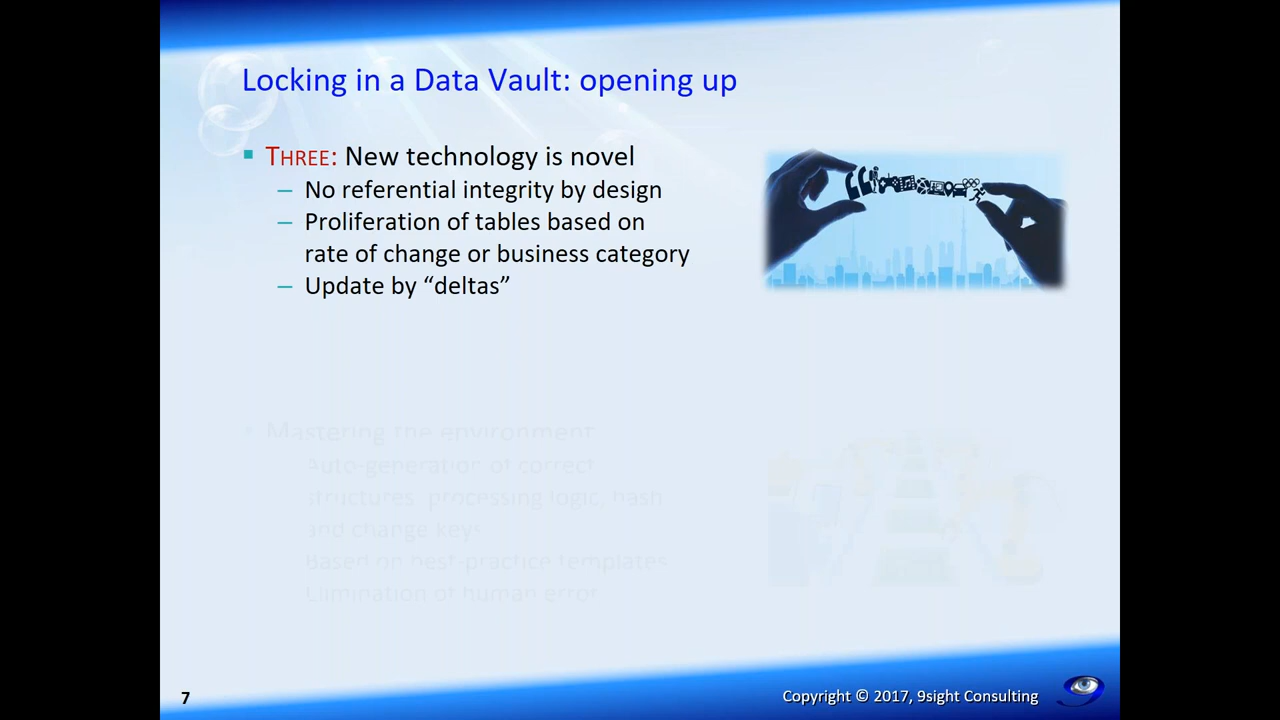 Locking in a Data Vault: opening up
▪ THREE: New technology is novel
– No referential integrity by design
– Proliferation of tables based on
rate of change or business category
– Update by “deltas”
Mastering the environment
Auto-generation of correct
structures, processing logic, hash
and change keys
Based on best-practice templates
Elimination of human error
7
Copyright © 2017, 9sight Consulting